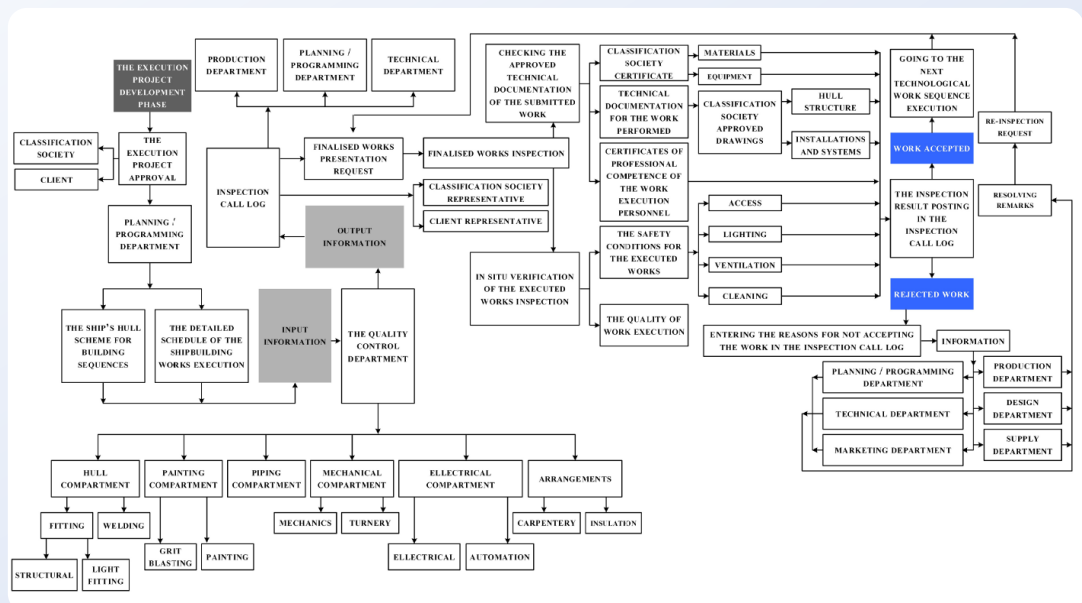 THE EXECUTION
PROJECT
DEVELOPMENT
PHASE
CLASSIFICATION
SOCIETY
CLIENT
THE
EXECUTION
PROJECT
APPROVAL
PLANNING /
PROGRAMMING
DEPARTMENT
THE SHIP'S HULL
SCHEME FOR
BUILDING
SEQUENCES
THE DETAILED
SCHEDULE OF THE
SHIPBUILDING
WORKS EXECUTION
INPUT
INFORMATION
THE QUALITY
CONTROL
DEPARTMENT
OUTPUT
INFORMATION
INSPECTION
CALL LOG
PRODUCTION
DEPARTMENT
PLANNING /
PROGRAMMING
DEPARTMENT
TECHNICAL
DEPARTMENT
FINALISED WORKS
PRESENTATION
REQUEST
FINALISED WORKS INSPECTION
CLASSIFICATION SOCIETY
REPRESENTATIVE
CLIENT REPRESENTATIVE
CHECKING THE
APPROVED
TECHNICAL
DOCUMENTATION
OF THE SUBMITTED
WORK
IN SITU VERIFICATION
OF THE EXECUTED
WORKS INSPECTION
CLASSIFICATION
SOCIETY
CERTIFICATE
MATERIALS
EQUIPMENT
TECHNICAL
DOCUMENTATION
FOR THE WORK
PERFORMED
CLASSIFICATION
SOCIETY
APPROVED
DRAWINGS
HULL
STRUCTURE
INSTALLATIONS
AND SYSTEMS
CERTIFICATES OF
PROFESSIONAL
COMPETENCE OF
THE WORK
EXECUTION
PERSONNEL
THE SAFETY
CONDITIONS FOR
THE EXECUTED
WORKS
ACCESS
LIGHTING
VENTILATION
CLEANING
THE QUALITY OF
WORK EXECUTION
GOING TO THE
NEXT
TECHNOLOGICAL
WORK SEQUENCE
EXECUTION
WORK ACCEPTED
THE INSPECTION
RESULT POSTING
IN THE
INSPECTION
CALL LOG
REJECTED WORK
RE-INSPECTION
REQUEST
RESOLVING
REMARKS
ENTERING THE REASONS FOR NOT ACCEPTING
THE WORK IN THE INSPECTION CALL LOG
INFORMATION
PLANNING / PROGRAMMING
DEPARTMENT
TECHNICAL DEPARTMENT
MARKETING DEPARTMENT
PRODUCTION
DEPARTMENT
DESIGN
DEPARTMENT
SUPPLY
DEPARTMENT
HULL
COMPARTMENT
PAINTING
COMPARTMENT
PIPING
COMPARTMENT
MECHANICAL
COMPARTMENT
ELLECTRICAL
COMPARTMENT
ARRANGEMENTS
FITTING
WELDING
STRUCTURAL
LIGHT
FITTING
GRIT
BLASTING
PAINTING
MECHANICS
TURNERY
ELLECTRICAL
AUTOMATION
CARPENTERY
INSULATION